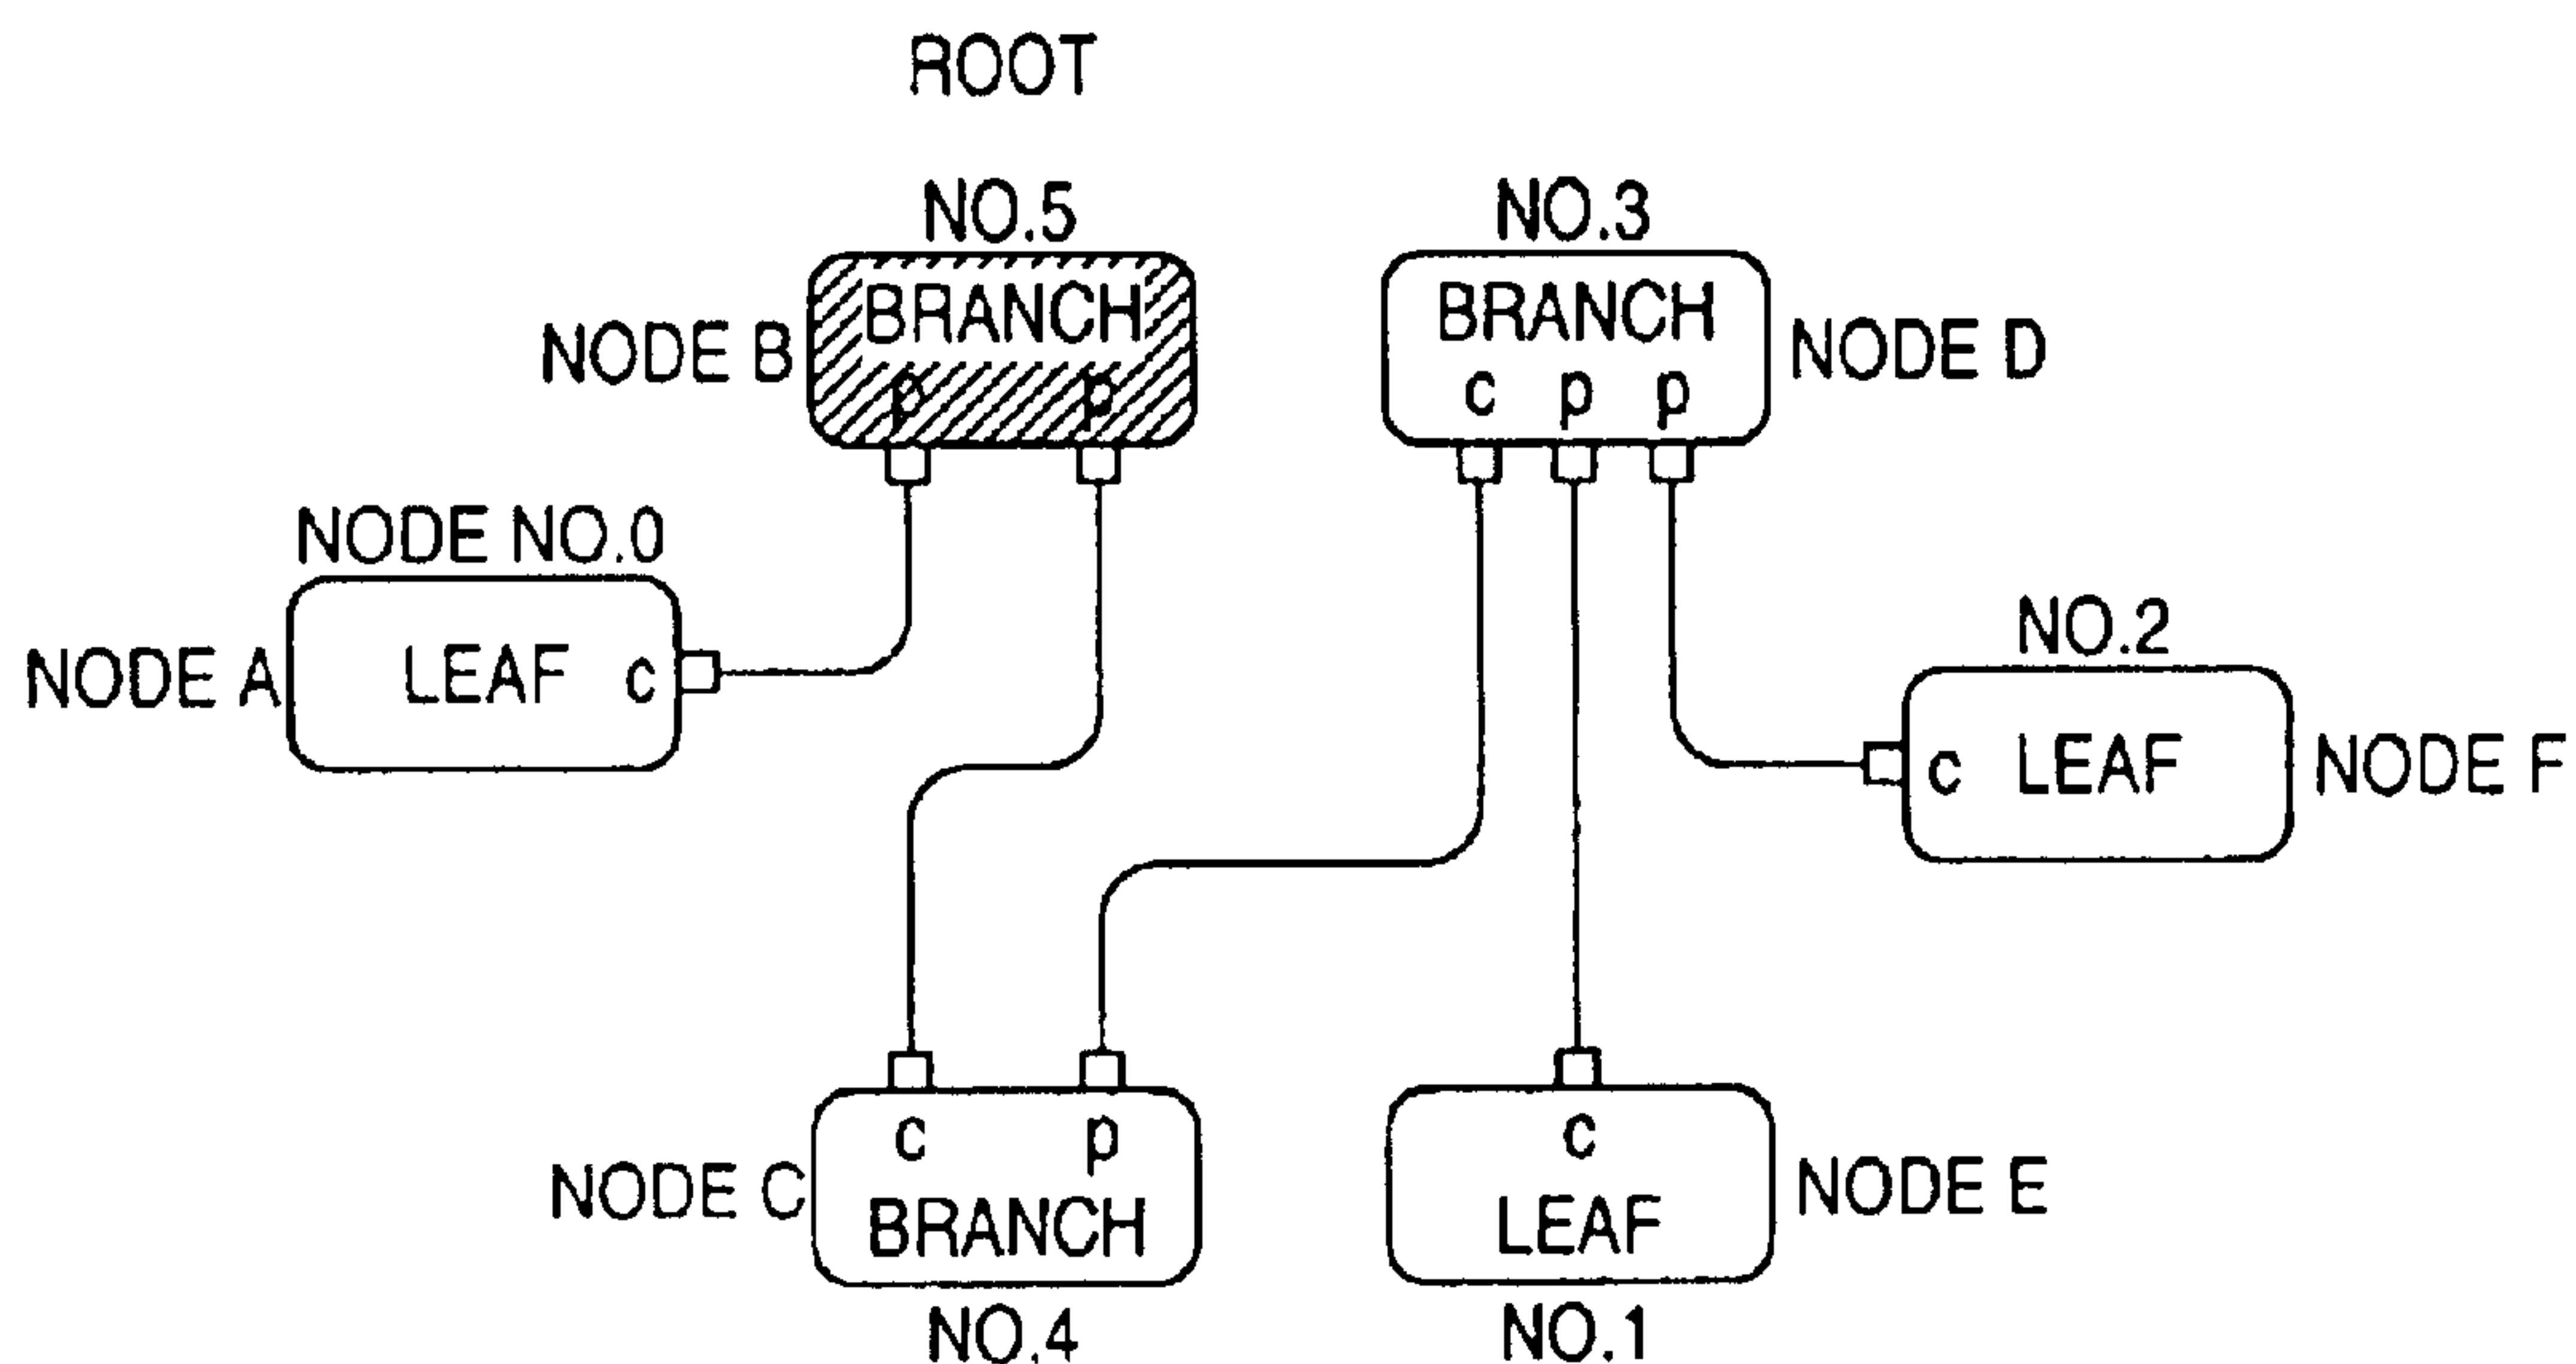 ROOT
NO.5
NO.3
BRANCH
BRANCH
NODE B
NODE D
p
p
c p p
NODE NO.0
NO.2
NODE A
LEAF c
c LEAF
NODE F
c p
c
NODE C
NODE E
BRANCH
LEAF
NO.4
NO.1